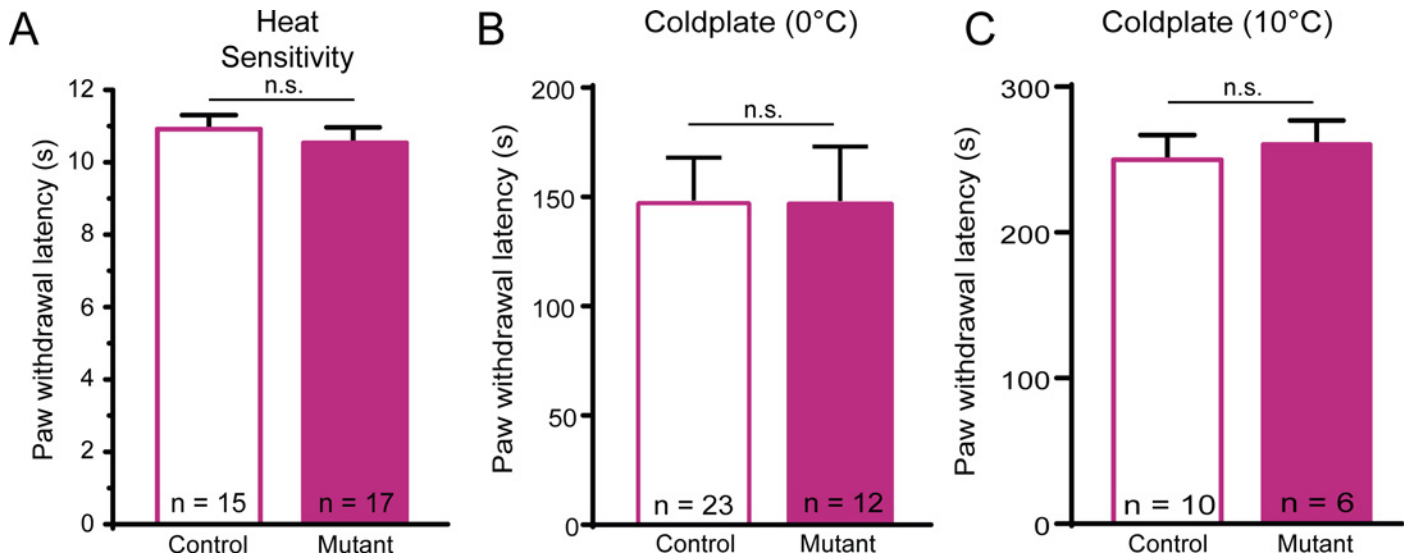 A
Heat
Sensitivity
n.s.
Paw withdrawal latency (s)
12
10
8
6
4
2
0
n = 15
n = 17
Control
Mutant
B
Coldplate (0°C)
n.s.
Paw withdrawal latency (s)
200
150
100
50
0
n = 23
n = 12
Control
Mutant
C
Coldplate (10°C)
n.s.
Paw withdrawal latency (s)
300
200
100
0
n = 10
n = 6
Control
Mutant